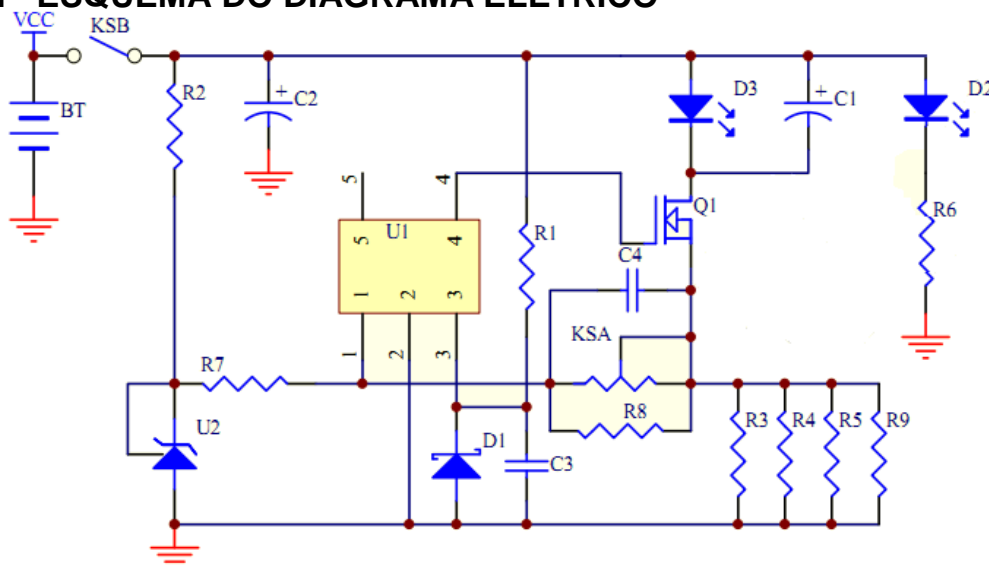 ESQUEMA DO DIAGRAMA ELÉTRICO
VCC
KSB
BT
R2
C2
D3
C1
D2
5
4
U1
5
4
1
2
3
1
2
3
R1
Q1
C4
R6
KSA
R7
R8
U2
D1
C3
R3
R4
R5
R9
+
+